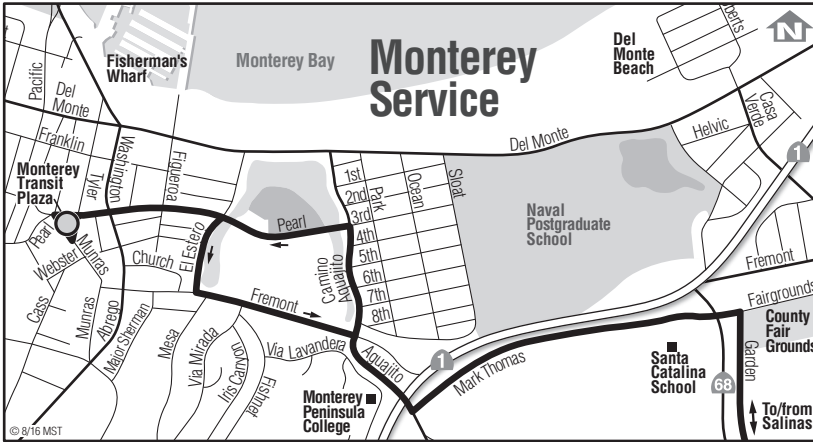 Monterey
Service
Monterey Bay
Fisherman's
Wharf
Del
Monte
Beach
N
Pacific
Del
Monte
Franklin
Tyler
Washington
Figueroa
Monterey
Transit
Plaza
Pearl
Webster
Munras
Cass
Munras
Abrego
Major Sherman
Church
El Estero
Mesa
Via Mirada
Iris Canyon
Fishnet
Pearl
Fremont
Camino
Aguajito
1st
2nd
3rd
4th
5th
6th
7th
8th
Park
Ocean
Sloat
Del Monte
Naval
Postgraduate
School
Helvic
Casa
Verde
1
Fremont
Fairgrounds
County
Fair
Grounds
Garden
68
Santa
Catalina
School
Mark Thomas
1
Via Lavandera
Aguajito
Monterey
Peninsula
College
To/from
Salinas
© 8/16 MST